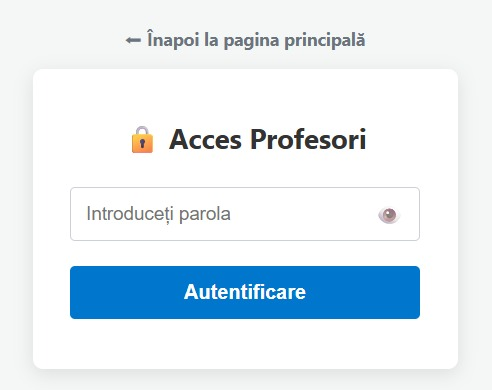 ⬅ Înapoi la pagina principală
🔒 Acces Profesori
Introduceți parola
Autentificare